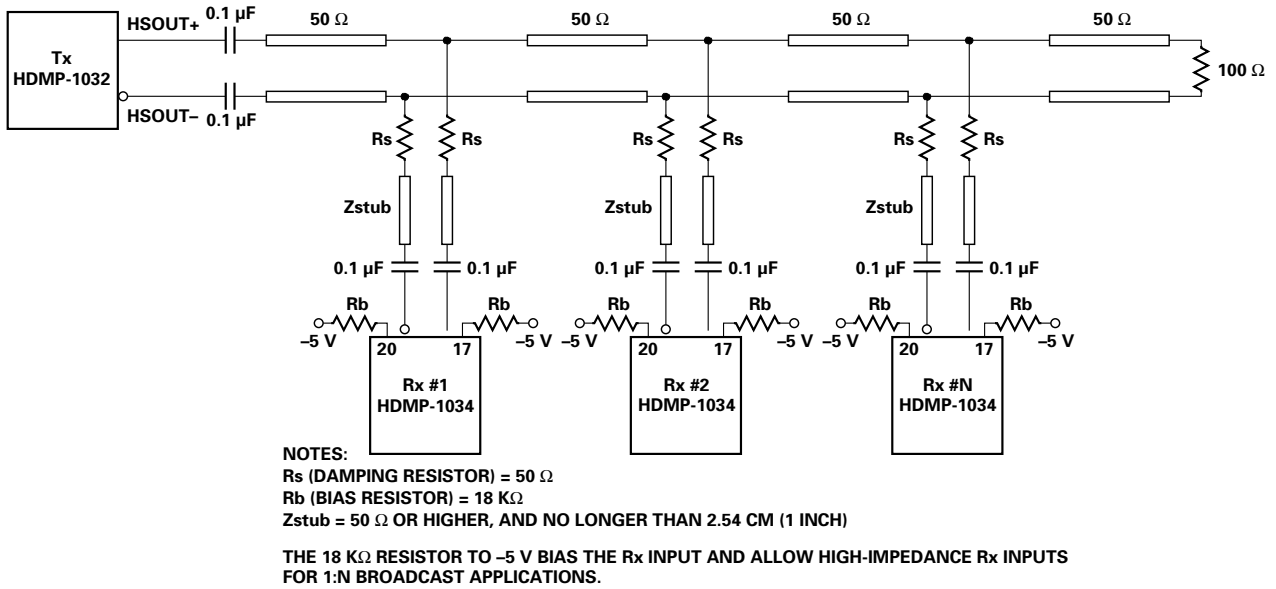 HSOUT+ 0.1 µF 50 Ω 50 Ω 50 Ω 50 Ω
Tx
HDMP-1032
100 Ω
HSOUT– 0.1 µF
Rs Rs Rs Rs Rs Rs
Zstub Zstub Zstub
0.1 µF 0.1 µF 0.1 µF 0.1 µF 0.1 µF 0.1 µF
Rb Rb Rb Rb Rb Rb
–5 V –5 V –5 V –5 V –5 V –5 V
20 17 20 17 20 17
Rx #1 Rx #2 Rx #N
HDMP-1034 HDMP-1034 HDMP-1034
NOTES:
Rs (DAMPING RESISTOR) = 50 Ω
Rb (BIAS RESISTOR) = 18 KΩ
Zstub = 50 Ω OR HIGHER, AND NO LONGER THAN 2.54 CM (1 INCH)
THE 18 KΩ RESISTOR TO –5 V BIAS THE Rx INPUT AND ALLOW HIGH-IMPEDANCE Rx INPUTS
FOR 1:N BROADCAST APPLICATIONS.